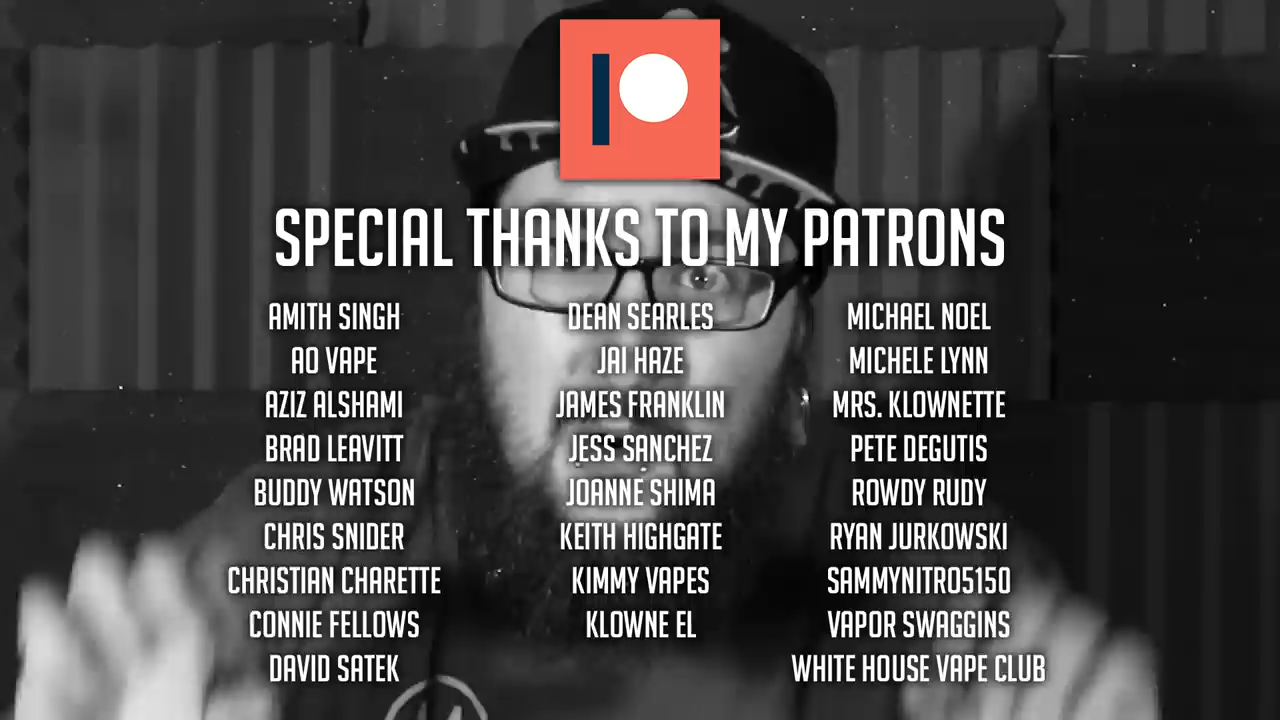 SPECIAL THANKS TO MY PATRONS
AMITH SINGH
AO VAPE
AZIZ ALSHAMI
BRAD LEAVITT
BUDDY WATSON
CHRIS SNIDER
CHRISTIAN CHARETTE
CONNIE FELLOWS
DAVID SATEK
DEAN SEARLES
JAI HAZE
JAMES FRANKLIN
JESS SANCHEZ
JOANNE SHIMA
KEITH HIGHGATE
KIMMY VAPES
KLOWNE EL
MICHAEL NOEL
MICHELE LYNN
MRS. KLOWNETTE
PETE DEGUTIS
ROWDY RUDY
RYAN JURKOWSKI
SAMMYNITRO5150
VAPOR SWAGGINS
WHITE HOUSE VAPE CLUB